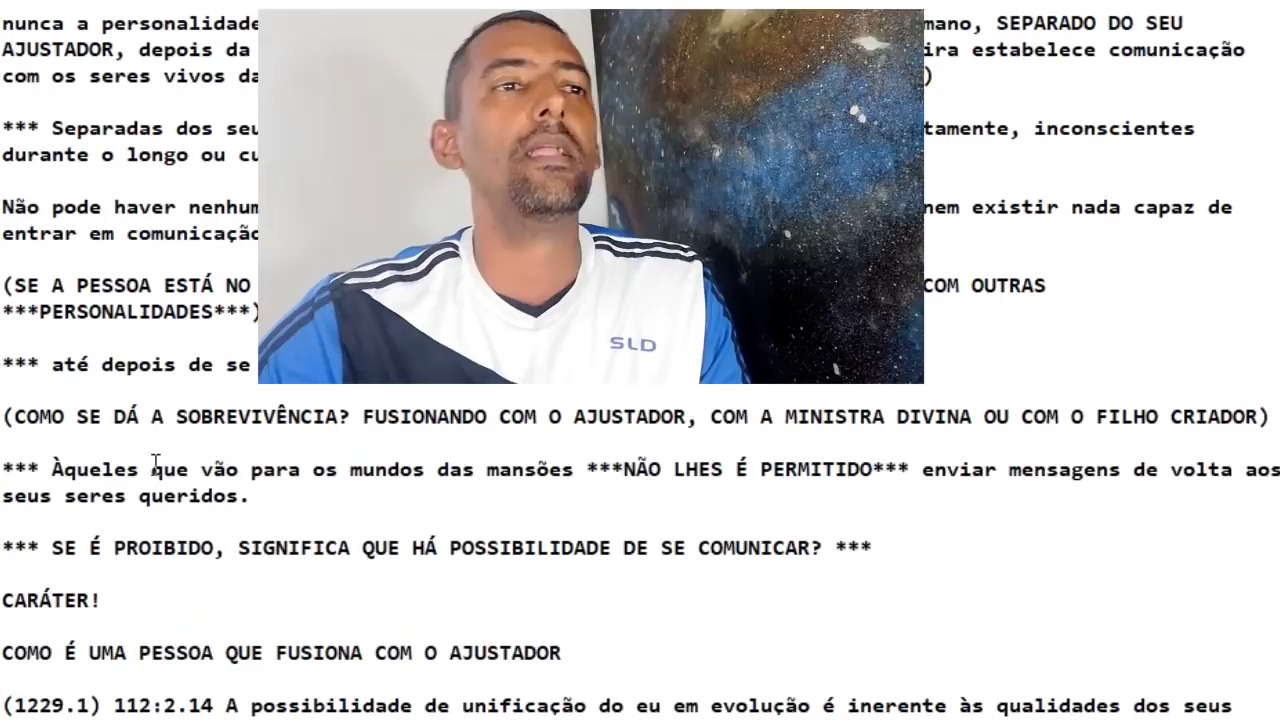 nunca a personalidade mano, SEPARADO DO SEU
AJUSTADOR, depois da ira estabelece comunicação
com os seres vivos da )
*** Separadas dos seu tamente, inconscientes
durante o longo ou cu
Não pode haver nenhum nem existir nada capaz de
entrar em comunicação
(SE A PESSOA ESTÁ NO COM OUTRAS
***PERSONALIDADES***)
*** até depois de se
SLD
(COMO SE DÁ A SOBREVIVÊNCIA? FUSIONANDO COM O AJUSTADOR, COM A MINISTRA DIVINA OU COM O FILHO CRIADOR)
*** Àqueles que vão para os mundos das mansões ***NÃO LHES É PERMITIDO*** enviar mensagens de volta aos
seus seres queridos.
*** SE É PROIBIDO, SIGNIFICA QUE HÁ POSSIBILIDADE DE SE COMUNICAR? ***
CARÁTER!
COMO É UMA PESSOA QUE FUSIONA COM O AJUSTADOR
(1229.1) 112:2.14 A possibilidade de unificação do eu em evolução é inerente às qualidades dos seus